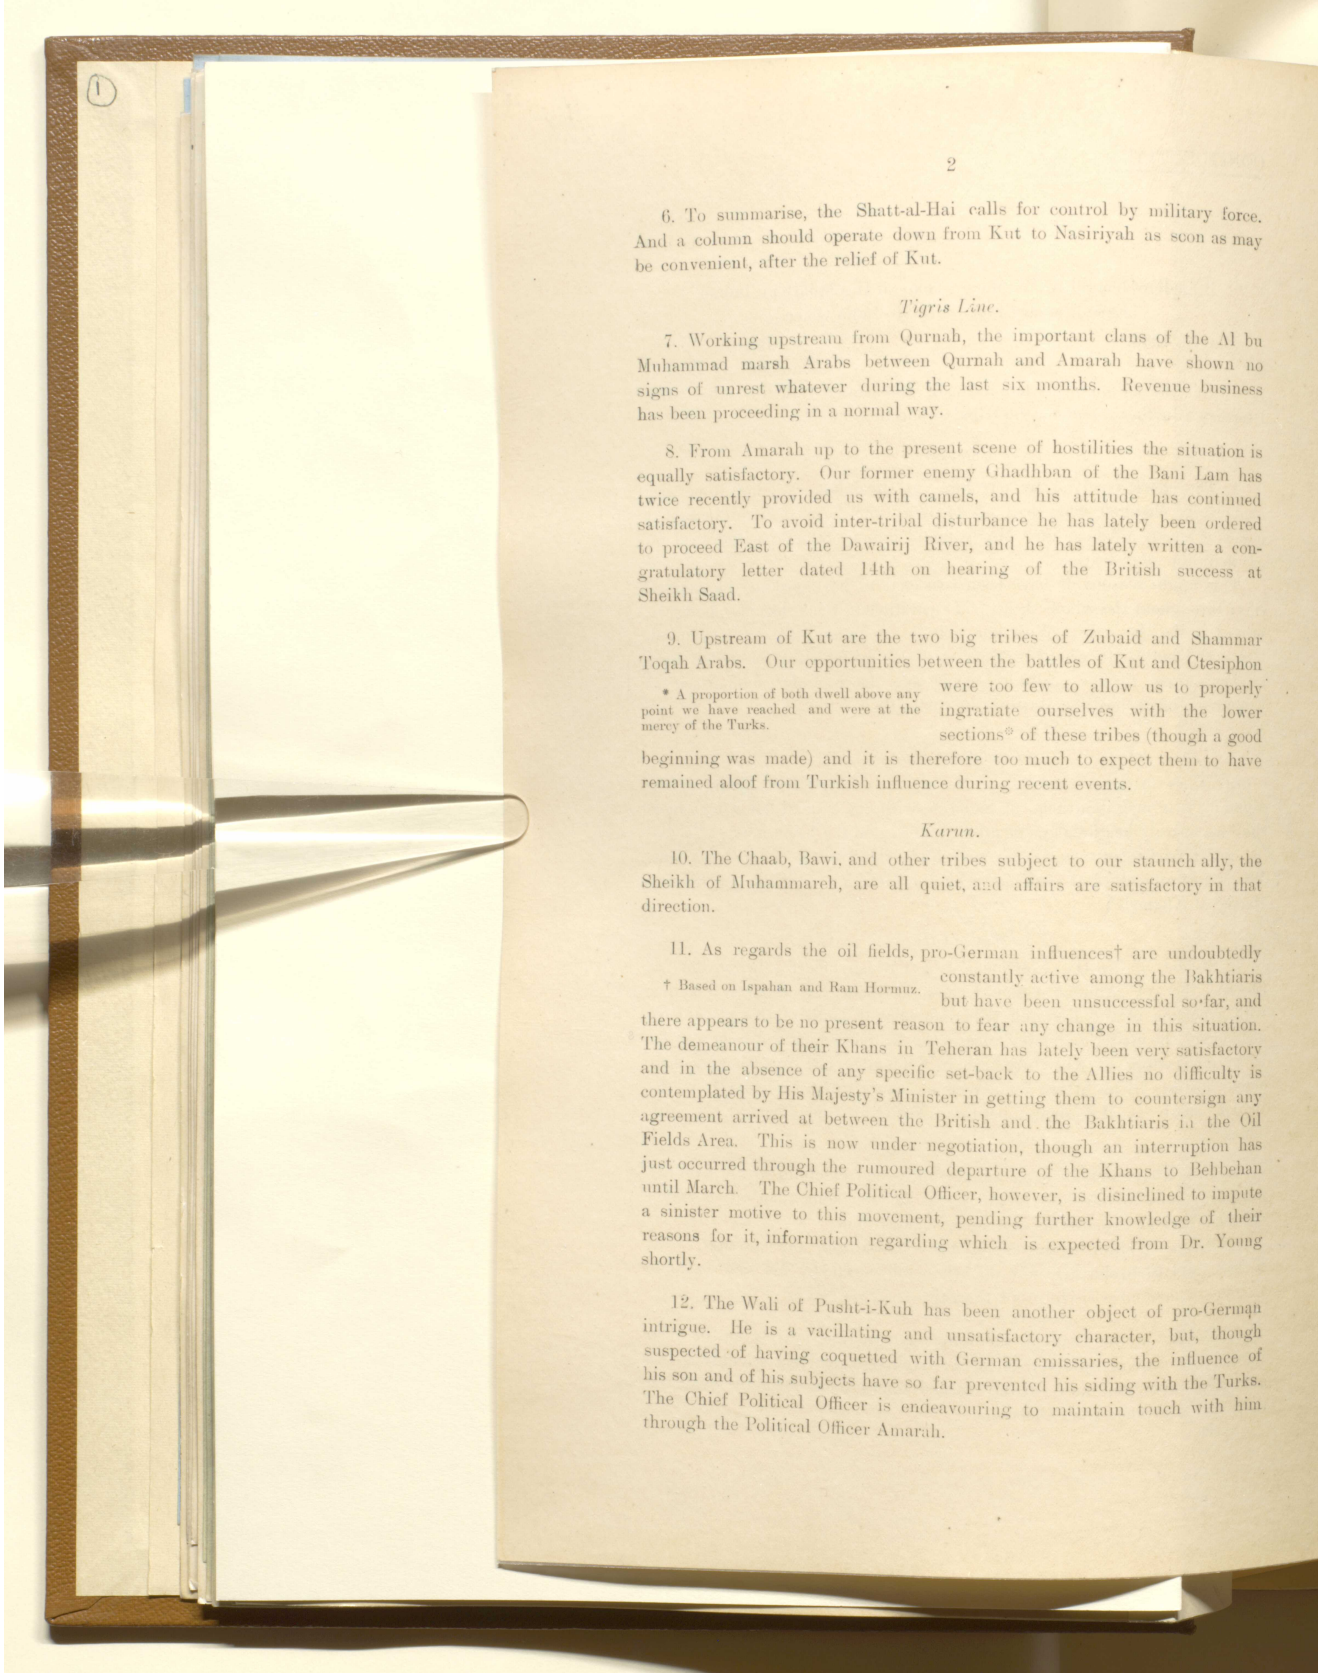 1
2
6. To summarise, the Shatt-al-Hai calls for control by military force.
And a column should operate down from Kut to Nasiriyah as soon as may
be convenient, after the relief of Kut.
Tigris Line.
7. Working upstream from Qurnah, the important clans of the Al bu
Muhammad marsh Arabs between Qurnah and Amarah have shown no
signs of unrest whatever during the last six months. Revenue business
has been proceeding in a normal way.
8. From Amarah up to the present scene of hostilities the situation is
equally satisfactory. Our former enemy Ghadhban of the Bani Lam has
twice recently provided us with camels, and his attitude has continued
satisfactory. To avoid inter-tribal disturbance he has lately been ordered
to proceed East of the Dawairij River, and he has lately written a con-
gratulatory letter dated 14th on hearing of the British success at
Sheikh Saad.
9. Upstream of Kut are the two big tribes of Zubaid and Shammar
Toqah Arabs. Our opportunities between the battles of Kut and Ctesiphon
were too few to allow us to properly
ingratiate ourselves with the lower
sections* of these tribes (though a good
* A proportion of both dwell above any
point we have reached and were at the
mercy of the Turks.
beginning was made) and it is therefore too much to expect them to have
remained aloof from Turkish influence during recent events.
Karun.
10. The Chaab, Bawi, and other tribes subject to our staunch ally, the
Sheikh of Muhammareh, are all quiet, and affairs are satisfactory in that
direction.
11. As regards the oil fields, pro-German influences† are undoubtedly
constantly active among the Bakhtiaris
† Based on Ispahan and Ram Hormuz.
but have been unsuccessful so far, and
there appears to be no present reason to fear any change in this situation.
The demeanour of their Khans in Teheran has lately been very satisfactory
and in the absence of any specific set-back to the Allies no difficulty is
contemplated by His Majesty's Minister in getting them to countersign any
agreement arrived at between the British and the Bakhtiaris in the Oil
Fields Area. This is now under negotiation, though an interruption has
just occurred through the rumoured departure of the Khans to Behbehan
until March. The Chief Political Officer, however, is disinclined to impute
a sinister motive to this movement, pending further knowledge of their
reasons for it, information regarding which is expected from Dr. Young
shortly.
12. The Wali of Pusht-i-Kuh has been another object of pro-German
intrigue. He is a vacillating and unsatisfactory character, but, though
suspected of having coquetted with German emissaries, the influence of
his son and of his subjects have so far prevented his siding with the Turks.
The Chief Political Officer is endeavouring to maintain touch with him
through the Political Officer Amarah.